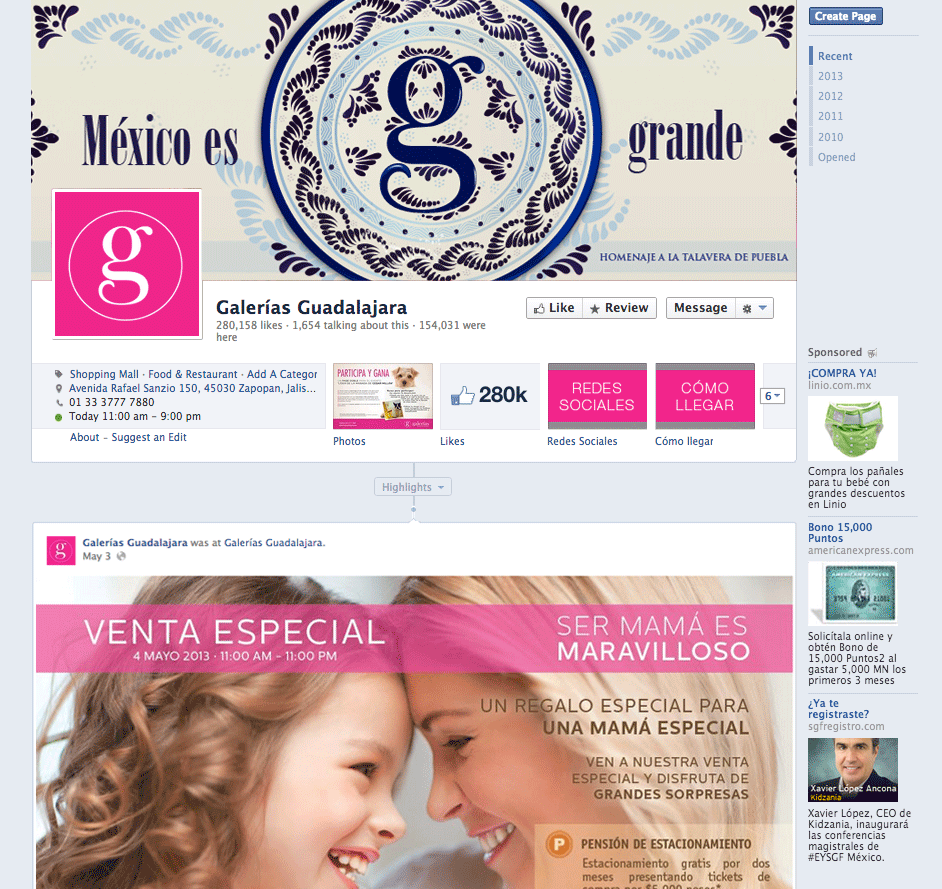 México es
g
grande
HOMENAJE A LA TALAVERA DE PUEBLA
g
Galerías Guadalajara
280,158 likes · 1,654 talking about this · 154,031 were
here
Like
Review
Message
Shopping Mall · Food & Restaurant · Add A Categor
Avenida Rafael Sanzio 150, 45030 Zapopan, Jalis...
01 33 3777 7880
Today 11:00 am – 9:00 pm
About – Suggest an Edit
PARTICIPA Y GANA
Photos
280k
Likes
REDES
SOCIALES
Redes Sociales
CÓMO
LLEGAR
Cómo llegar
6
Highlights
g
Galerías Guadalajara was at Galerías Guadalajara.
May 3
VENTA ESPECIAL
4 MAYO 2013 · 11:00 AM – 11:00 PM
SER MAMÁ ES
MARAVILLOSO
UN REGALO ESPECIAL PARA
UNA MAMÁ ESPECIAL
VEN A NUESTRA VENTA
ESPECIAL Y DISFRUTA DE
GRANDES SORPRESAS
P PENSIÓN DE ESTACIONAMIENTO
Estacionamiento gratis por dos
meses presentando tickets de
compra por $5,000 pesos*
Create Page
Recent
2013
2012
2011
2010
Opened
Sponsored
¡COMPRA YA!
linio.com.mx
Compra los pañales
para tu bebé con
grandes descuentos
en Linio
Bono 15,000
Puntos
americanexpress.com
AMERICAN EXPRESS
Solicítala online y
obtén Bono de
15,000 Puntos2 al
gastar 5,000 MN los
primeros 3 meses
¿Ya te
registraste?
sgfregistro.com
Xavier López Ancona
Kidzania
Xavier López, CEO de
Kidzania, inaugurará
las conferencias
magistrales de
#EYSGF México.